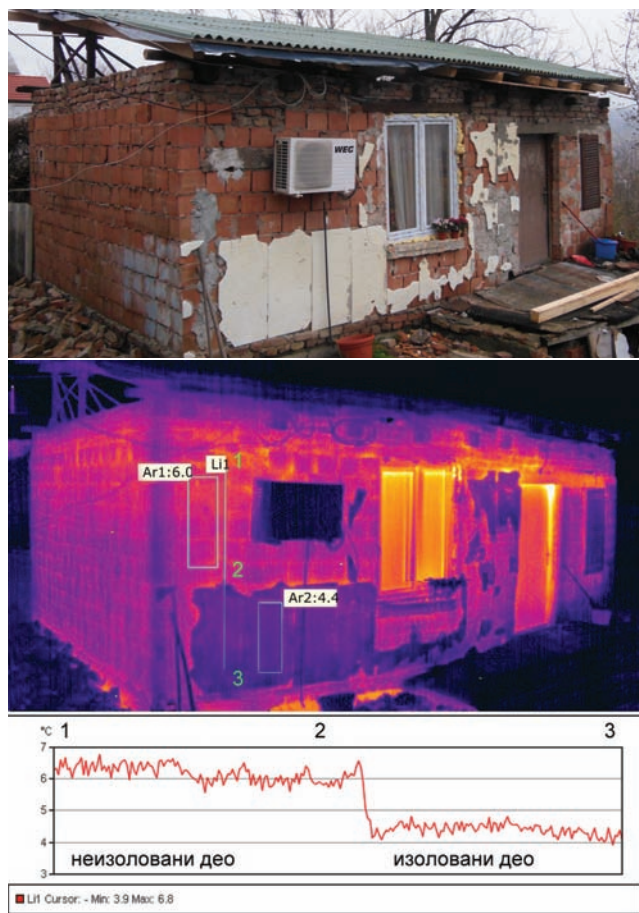 WEC
Ar1:6.0
Li1
1
2
Ar2:4.4
3
°C 1 2 3
7
6
5
4
3
неизоловани део изоловани део
Li1 Cursor: - Min: 3.9 Max: 6.8